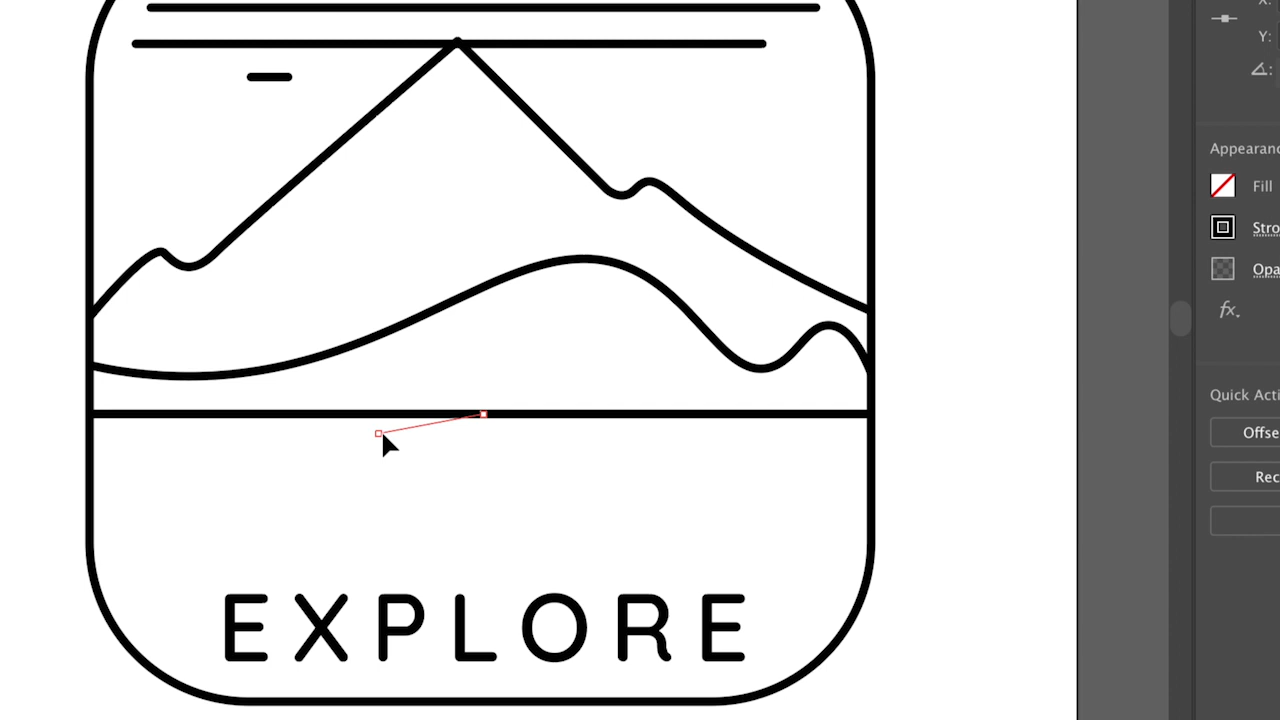 X:
Y:
Appearanc
Fill
Stro
Opa
fx.
Quick Acti
Offse
Rec
EXPLORE